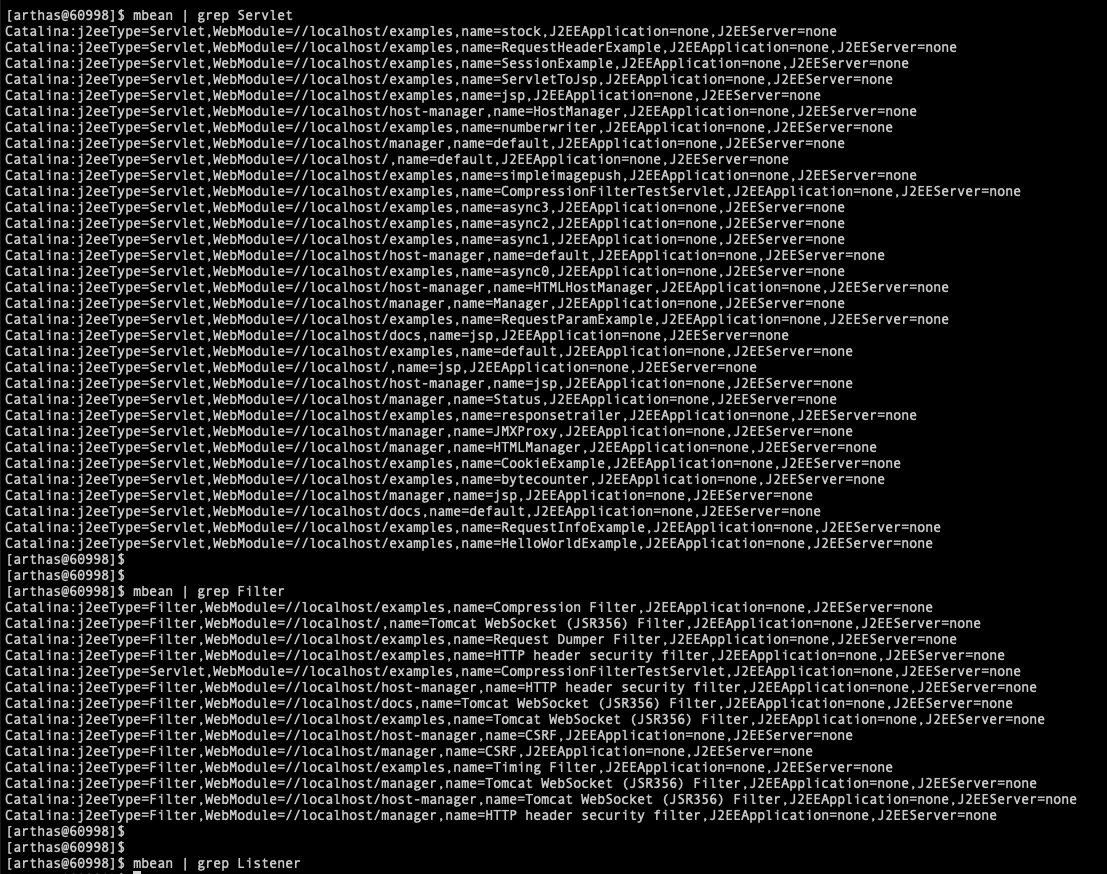 [arthas@60998]$ mbean | grep Servlet
Catalina:j2eeType=Servlet,WebModule=//localhost/examples,name=stock,J2EEApplication=none,J2EEServer=none
Catalina:j2eeType=Servlet,WebModule=//localhost/examples,name=RequestHeaderExample,J2EEApplication=none,J2EEServer=none
Catalina:j2eeType=Servlet,WebModule=//localhost/examples,name=SessionExample,J2EEApplication=none,J2EEServer=none
Catalina:j2eeType=Servlet,WebModule=//localhost/examples,name=ServletToJsp,J2EEApplication=none,J2EEServer=none
Catalina:j2eeType=Servlet,WebModule=//localhost/examples,name=jsp,J2EEApplication=none,J2EEServer=none
Catalina:j2eeType=Servlet,WebModule=//localhost/host-manager,name=HostManager,J2EEApplication=none,J2EEServer=none
Catalina:j2eeType=Servlet,WebModule=//localhost/examples,name=numberwriter,J2EEApplication=none,J2EEServer=none
Catalina:j2eeType=Servlet,WebModule=//localhost/manager,name=default,J2EEApplication=none,J2EEServer=none
Catalina:j2eeType=Servlet,WebModule=//localhost/,name=default,J2EEApplication=none,J2EEServer=none
Catalina:j2eeType=Servlet,WebModule=//localhost/examples,name=simpleimagepush,J2EEApplication=none,J2EEServer=none
Catalina:j2eeType=Servlet,WebModule=//localhost/examples,name=CompressionFilterTestServlet,J2EEApplication=none,J2EEServer=none
Catalina:j2eeType=Servlet,WebModule=//localhost/examples,name=async3,J2EEApplication=none,J2EEServer=none
Catalina:j2eeType=Servlet,WebModule=//localhost/examples,name=async2,J2EEApplication=none,J2EEServer=none
Catalina:j2eeType=Servlet,WebModule=//localhost/examples,name=async1,J2EEApplication=none,J2EEServer=none
Catalina:j2eeType=Servlet,WebModule=//localhost/host-manager,name=default,J2EEApplication=none,J2EEServer=none
Catalina:j2eeType=Servlet,WebModule=//localhost/examples,name=async0,J2EEApplication=none,J2EEServer=none
Catalina:j2eeType=Servlet,WebModule=//localhost/host-manager,name=HTMLHostManager,J2EEApplication=none,J2EEServer=none
Catalina:j2eeType=Servlet,WebModule=//localhost/manager,name=Manager,J2EEApplication=none,J2EEServer=none
Catalina:j2eeType=Servlet,WebModule=//localhost/examples,name=RequestParamExample,J2EEApplication=none,J2EEServer=none
Catalina:j2eeType=Servlet,WebModule=//localhost/docs,name=jsp,J2EEApplication=none,J2EEServer=none
Catalina:j2eeType=Servlet,WebModule=//localhost/examples,name=default,J2EEApplication=none,J2EEServer=none
Catalina:j2eeType=Servlet,WebModule=//localhost/,name=jsp,J2EEApplication=none,J2EEServer=none
Catalina:j2eeType=Servlet,WebModule=//localhost/host-manager,name=jsp,J2EEApplication=none,J2EEServer=none
Catalina:j2eeType=Servlet,WebModule=//localhost/manager,name=Status,J2EEApplication=none,J2EEServer=none
Catalina:j2eeType=Servlet,WebModule=//localhost/examples,name=responsetrailer,J2EEApplication=none,J2EEServer=none
Catalina:j2eeType=Servlet,WebModule=//localhost/manager,name=JMXProxy,J2EEApplication=none,J2EEServer=none
Catalina:j2eeType=Servlet,WebModule=//localhost/manager,name=HTMLManager,J2EEApplication=none,J2EEServer=none
Catalina:j2eeType=Servlet,WebModule=//localhost/examples,name=CookieExample,J2EEApplication=none,J2EEServer=none
Catalina:j2eeType=Servlet,WebModule=//localhost/examples,name=bytecounter,J2EEApplication=none,J2EEServer=none
Catalina:j2eeType=Servlet,WebModule=//localhost/manager,name=jsp,J2EEApplication=none,J2EEServer=none
Catalina:j2eeType=Servlet,WebModule=//localhost/docs,name=default,J2EEApplication=none,J2EEServer=none
Catalina:j2eeType=Servlet,WebModule=//localhost/examples,name=RequestInfoExample,J2EEApplication=none,J2EEServer=none
Catalina:j2eeType=Servlet,WebModule=//localhost/examples,name=HelloWorldExample,J2EEApplication=none,J2EEServer=none
[arthas@60998]$
[arthas@60998]$
[arthas@60998]$ mbean | grep Filter
Catalina:j2eeType=Filter,WebModule=//localhost/examples,name=Compression Filter,J2EEApplication=none,J2EEServer=none
Catalina:j2eeType=Filter,WebModule=//localhost/,name=Tomcat WebSocket (JSR356) Filter,J2EEApplication=none,J2EEServer=none
Catalina:j2eeType=Filter,WebModule=//localhost/examples,name=Request Dumper Filter,J2EEApplication=none,J2EEServer=none
Catalina:j2eeType=Filter,WebModule=//localhost/examples,name=HTTP header security filter,J2EEApplication=none,J2EEServer=none
Catalina:j2eeType=Servlet,WebModule=//localhost/examples,name=CompressionFilterTestServlet,J2EEApplication=none,J2EEServer=none
Catalina:j2eeType=Filter,WebModule=//localhost/host-manager,name=HTTP header security filter,J2EEApplication=none,J2EEServer=none
Catalina:j2eeType=Filter,WebModule=//localhost/docs,name=Tomcat WebSocket (JSR356) Filter,J2EEApplication=none,J2EEServer=none
Catalina:j2eeType=Filter,WebModule=//localhost/examples,name=Tomcat WebSocket (JSR356) Filter,J2EEApplication=none,J2EEServer=none
Catalina:j2eeType=Filter,WebModule=//localhost/host-manager,name=CSRF,J2EEApplication=none,J2EEServer=none
Catalina:j2eeType=Filter,WebModule=//localhost/manager,name=CSRF,J2EEApplication=none,J2EEServer=none
Catalina:j2eeType=Filter,WebModule=//localhost/examples,name=Timing Filter,J2EEApplication=none,J2EEServer=none
Catalina:j2eeType=Filter,WebModule=//localhost/manager,name=Tomcat WebSocket (JSR356) Filter,J2EEApplication=none,J2EEServer=none
Catalina:j2eeType=Filter,WebModule=//localhost/host-manager,name=Tomcat WebSocket (JSR356) Filter,J2EEApplication=none,J2EEServer=none
Catalina:j2eeType=Filter,WebModule=//localhost/manager,name=HTTP header security filter,J2EEApplication=none,J2EEServer=none
[arthas@60998]$
[arthas@60998]$
[arthas@60998]$ mbean | grep Listener